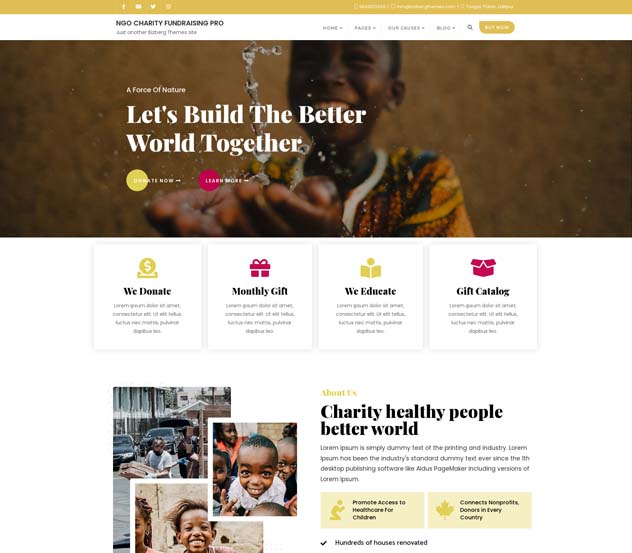 info@bizbergthemes.com
NGO CHARITY FUNDRAISING PRO
Just another Bizberg Themes site
HOME PAGES OUR CAUSES BLOG BUY NOW
A Force Of Nature
Let's Build The Better
World Together
DONATE NOW LEARN MORE
We Donate
Lorem ipsum dolor sit amet,
consectetur elit. Ut elit tellus,
luctus nec mattis, pulvinar
dapibus leo.
Monthly Gift
Lorem ipsum dolor sit amet,
consectetur elit. Ut elit tellus,
luctus nec mattis, pulvinar
dapibus leo.
We Educate
Lorem ipsum dolor sit amet,
consectetur elit. Ut elit tellus,
luctus nec mattis, pulvinar
dapibus leo.
Gift Catalog
Lorem ipsum dolor sit amet,
consectetur elit. Ut elit tellus,
luctus nec mattis, pulvinar
dapibus leo.
About Us
Charity healthy people
better world
Lorem Ipsum is simply dummy text of the printing and industry. Lorem
Ipsum has been the industry's standard dummy text ever since the 1th
desktop publishing software like Aldus PageMaker including versions of
Lorem Ipsum.
Promote Access to
Healthcare For
Children
Connects Nonprofits,
Donors in Every
Country
Hundreds of houses renovated